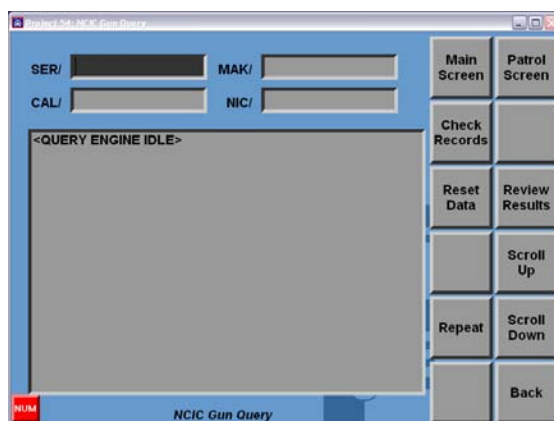 Project 54: NCIC Gun Query
SER/
MAK/
CAL/
NIC/
<QUERY ENGINE IDLE>
Main
Screen
Patrol
Screen
Check
Records
Reset
Data
Review
Results
Scroll
Up
Repeat
Scroll
Down
Back
NUM
NCIC Gun Query